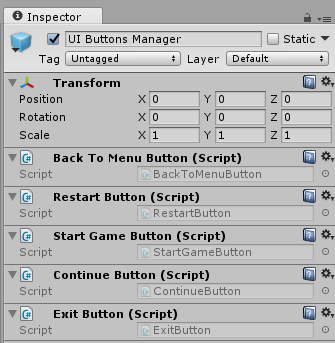 Inspector
UI Buttons Manager Static
Tag Untagged Layer Default
Transform
Position X 0 Y 0 Z 0
Rotation X 0 Y 0 Z 0
Scale X 1 Y 1 Z 1
C# Back To Menu Button (Script)
Script BackToMenuButton
C# Restart Button (Script)
Script RestartButton
C# Start Game Button (Script)
Script StartGameButton
C# Continue Button (Script)
Script ContinueButton
C# Exit Button (Script)
Script ExitButton